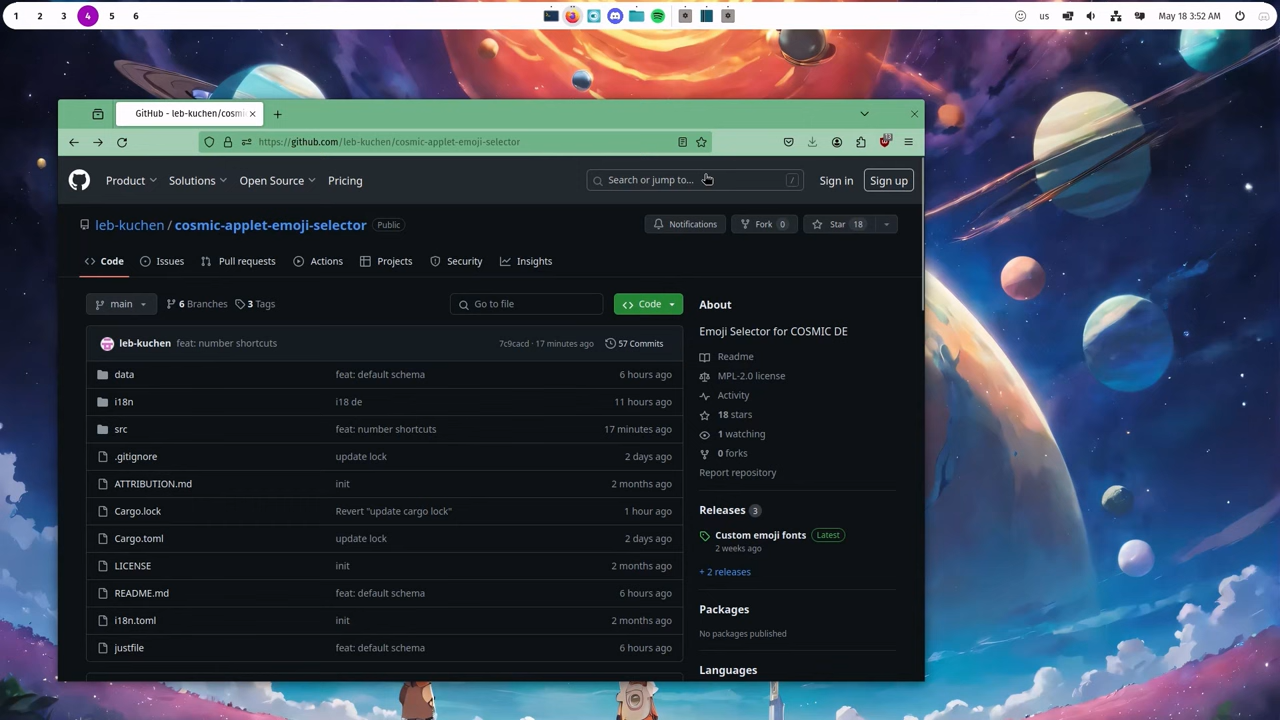 1 2 3 4 5 6
us
May 18 3:52 AM
GitHub - leb-kuchen/cosmi
https://github.com/leb-kuchen/cosmic-applet-emoji-selector
13
Product Solutions Open Source Pricing
Search or jump to... /
Sign in Sign up
leb-kuchen / cosmic-applet-emoji-selector Public
Notifications Fork 0 Star 18
Code Issues Pull requests Actions Projects Security Insights
main 6 Branches 3 Tags
Go to file
Code
leb-kuchen feat: number shortcuts 7c9cacd · 17 minutes ago 57 Commits
data feat: default schema 6 hours ago
i18n i18 de 11 hours ago
src feat: number shortcuts 17 minutes ago
.gitignore update lock 2 days ago
ATTRIBUTION.md init 2 months ago
Cargo.lock Revert "update cargo lock" 1 hour ago
Cargo.toml update lock 2 days ago
LICENSE init 2 months ago
README.md feat: default schema 6 hours ago
i18n.toml init 2 months ago
justfile feat: default schema 6 hours ago
About
Emoji Selector for COSMIC DE
Readme
MPL-2.0 license
Activity
18 stars
1 watching
0 forks
Report repository
Releases 3
Custom emoji fonts Latest
2 weeks ago
+ 2 releases
Packages
No packages published
Languages